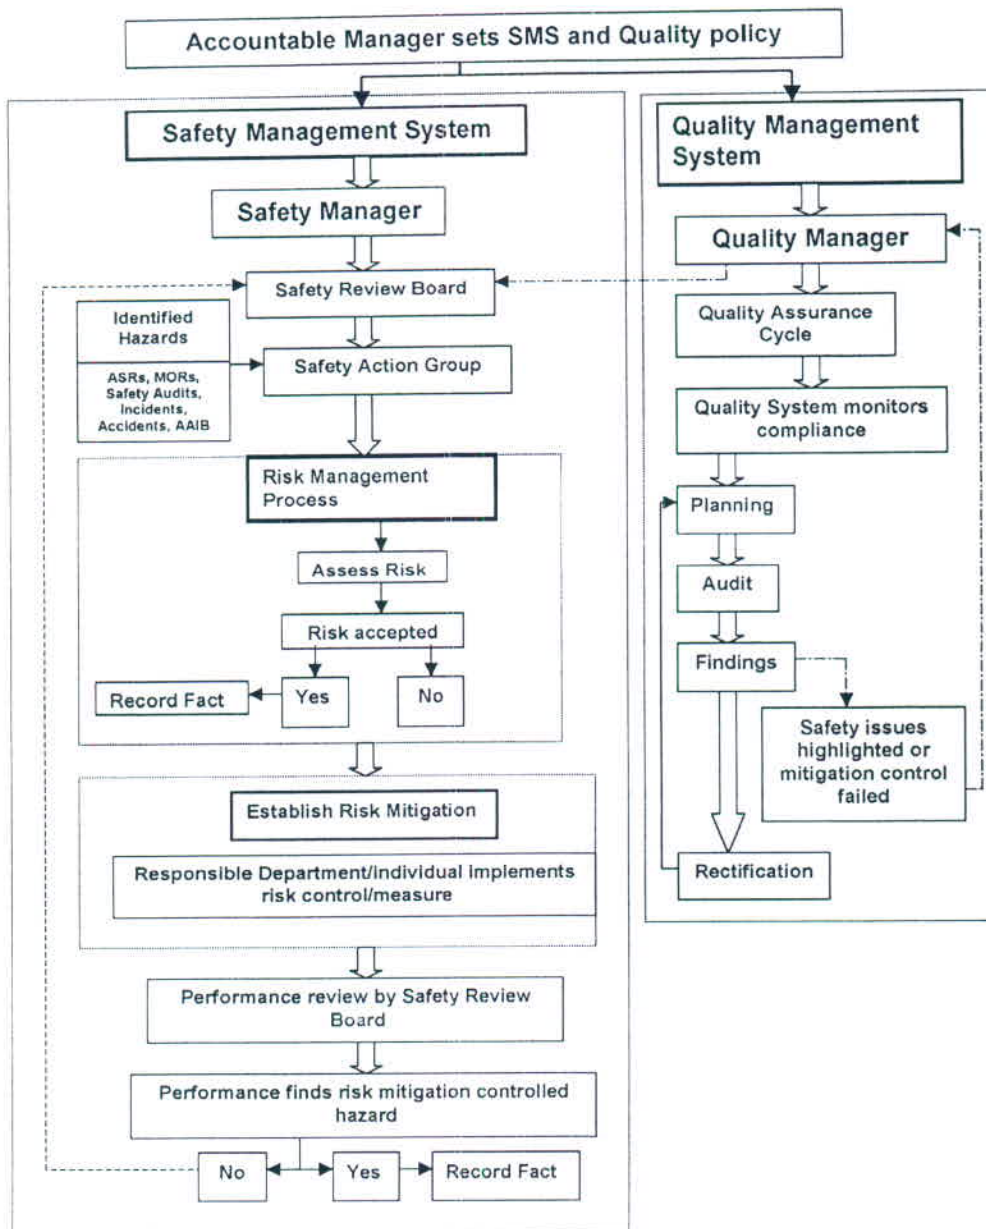 Accountable Manager sets SMS and Quality policy
Safety Management System
Safety Manager
Safety Review Board
Identified
Hazards
ASRs, MORs,
Safety Audits,
Incidents,
Accidents, AAIB
Safety Action Group
Risk Management
Process
Assess Risk
Risk accepted
Record Fact
Yes
No
Establish Risk Mitigation
Responsible Department/Individual implements
risk control/measure
Performance review by Safety Review
Board
Performance finds risk mitigation controlled
hazard
No
Yes
Record Fact
Quality Management
System
Quality Manager
Quality Assurance
Cycle
Quality System monitors
compliance
Planning
Audit
Findings
Safety issues
highlighted or
mitigation control
failed
Rectification